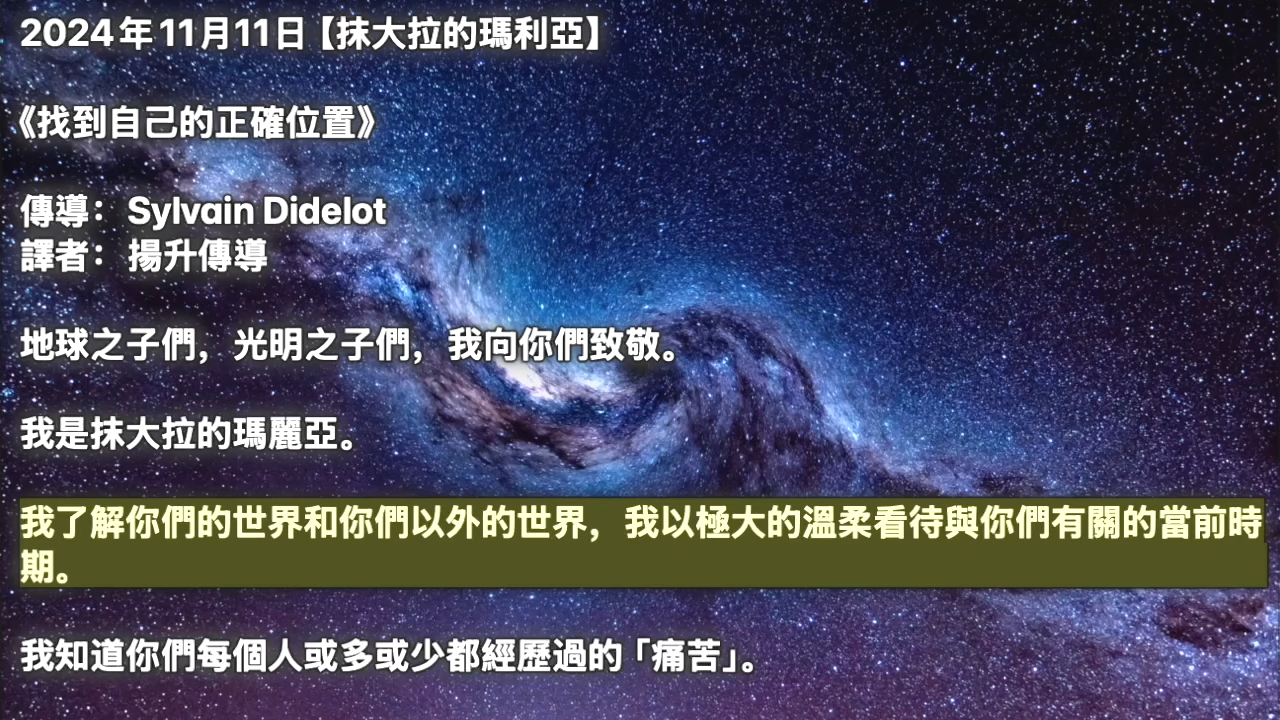 2024年11月11日【抹大拉的瑪利亞】
《找到自己的正確位置》
傳導：Sylvain Didelot
譯者：揚升傳導
地球之子們，光明之子們，我向你們致敬。
我是抹大拉的瑪麗亞。
我了解你們的世界和你們以外的世界，我以極大的溫柔看待與你們有關的當前時
期。
我知道你們每個人或多或少都經歷過的「痛苦」。